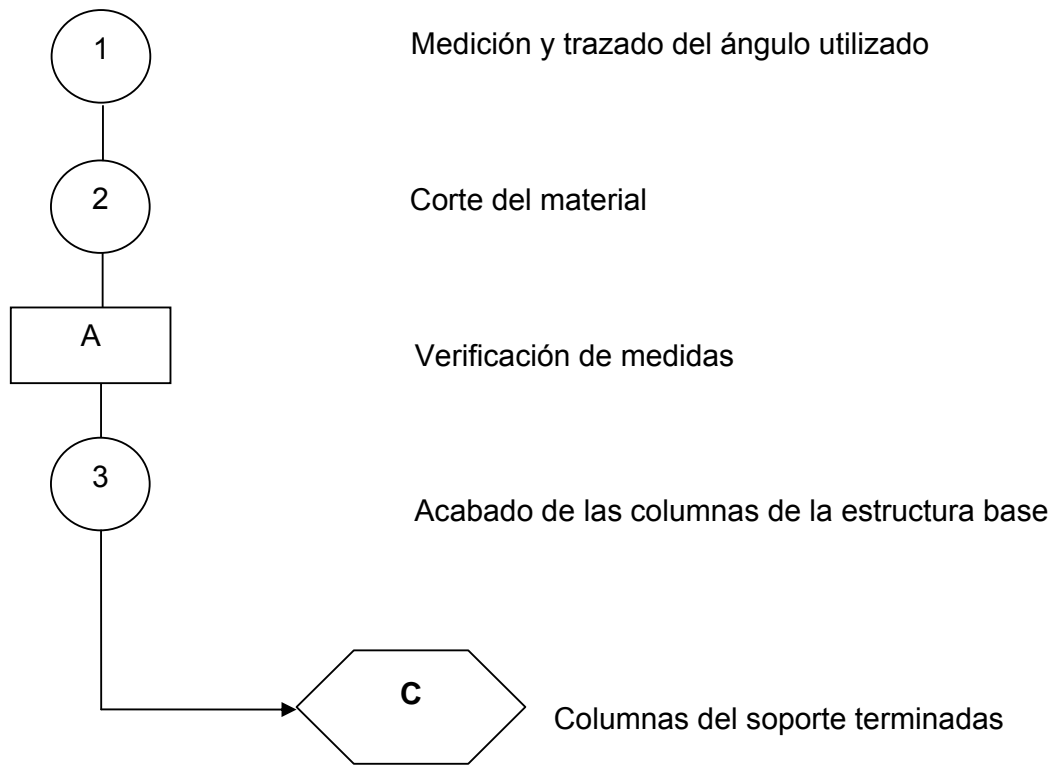 1
Medición y trazado del ángulo utilizado
2
Corte del material
A
Verificación de medidas
3
Acabado de las columnas de la estructura base
C
Columnas del soporte terminadas